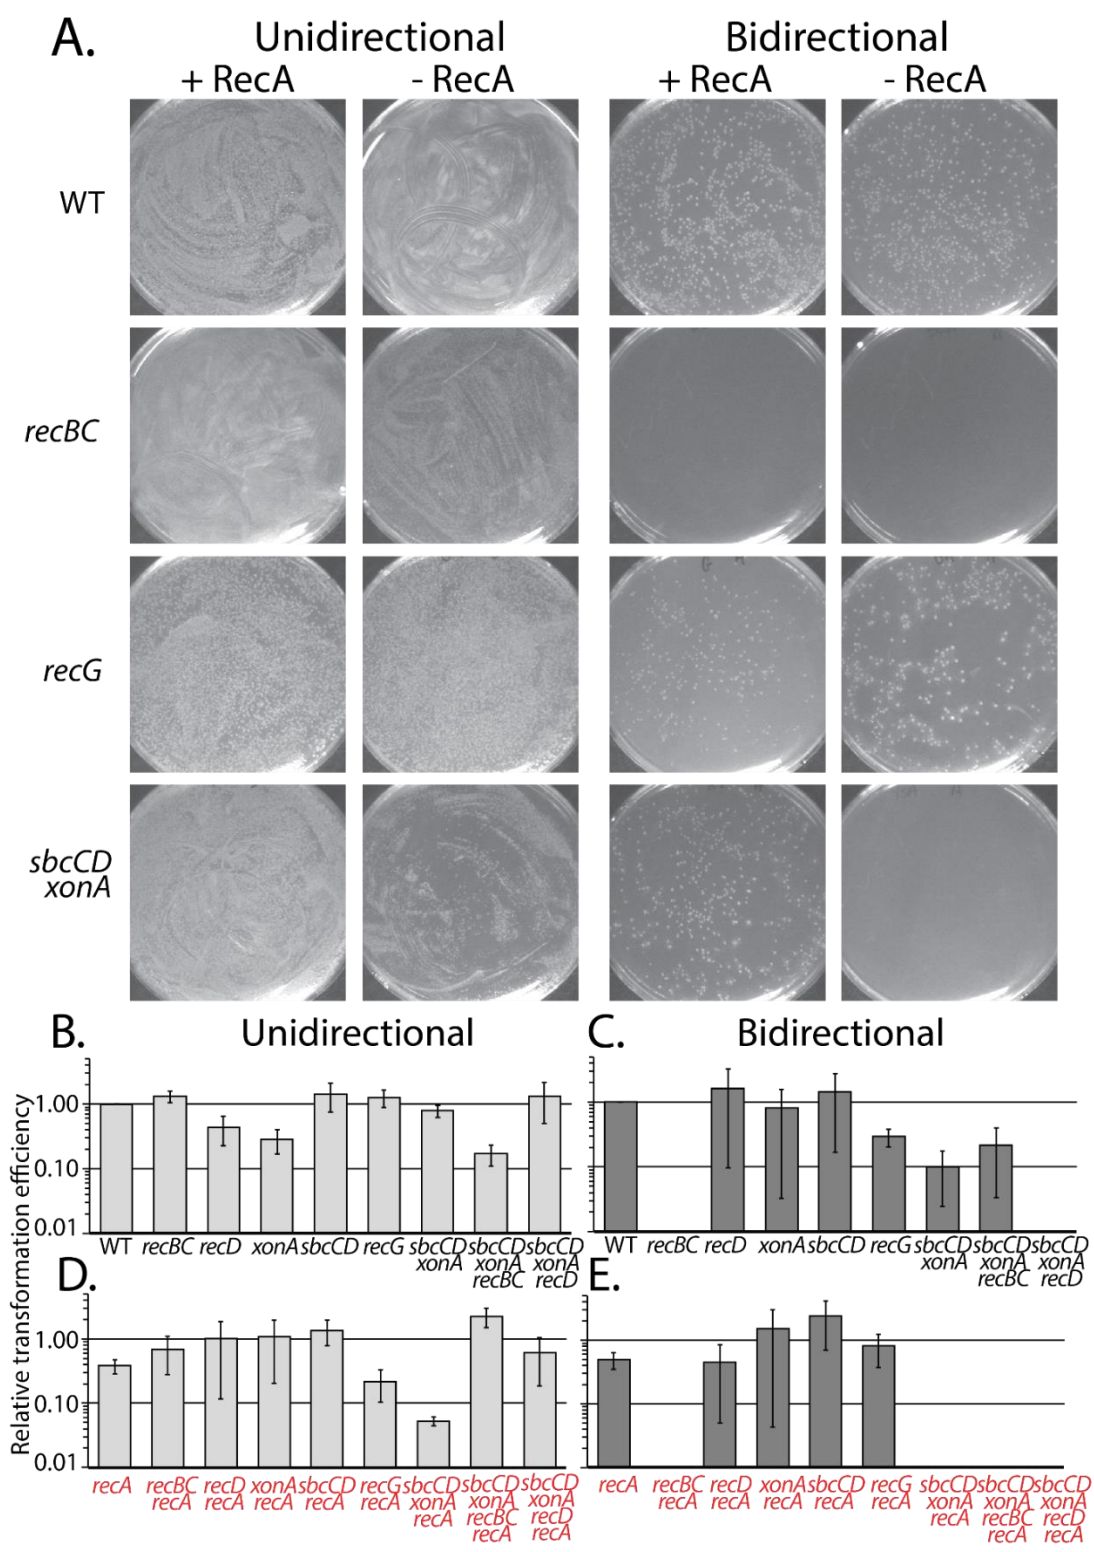 A.
Unidirectional
Bidirectional
+ RecA
- RecA
+ RecA
- RecA
WT
recBC
recG
sbcCD
xonA
B.
Unidirectional
C.
Bidirectional
Relative transformation efficiency
1.00
0.10
0.01
WT recBC recD xonA sbcCD recG sbcCD sbcCD sbcCD
xonA xonA xonA
recBC recD
WT recBC recD xonA sbcCD recG sbcCD sbcCD sbcCD
xonA xonA xonA
recBC recD
D.
E.
1.00
0.10
0.01
recA recBC recD xonA sbcCD recG sbcCD sbcCD sbcCD
recA recA recA recA recA xonA xonA xonA
recA recBC recD
recA recA
recA recBC recD xonA sbcCD recG sbcCD sbcCD sbcCD
recA recA recA recA recA xonA xonA xonA
recA recBC recD
recA recA